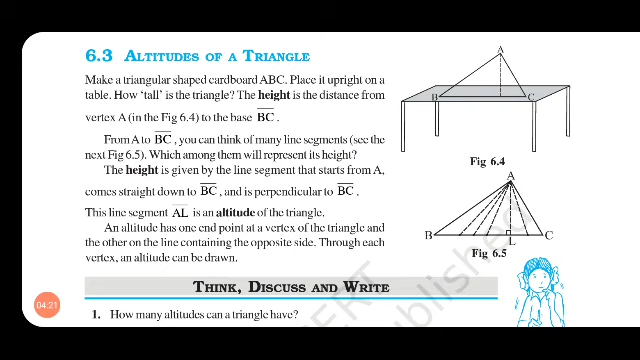 6.3 ALTITUDES OF A TRIANGLE
Make a triangular shaped cardboard ABC. Place it upright on a
table. How 'tall' is the triangle? The height is the distance from
vertex A (in the Fig 6.4) to the base BC.
From A to BC, you can think of many line segments (see the
next Fig 6.5). Which among them will represent its height?
The height is given by the line segment that starts from A,
comes straight down to BC, and is perpendicular to BC.
This line segment AL is an altitude of the triangle.
An altitude has one end point at a vertex of the triangle and
the other on the line containing the opposite side. Through each
vertex, an altitude can be drawn.
A
B
C
Fig 6.4
A
B
L
C
Fig 6.5
THINK, DISCUSS AND WRITE
1. How many altitudes can a triangle have?
04:21
NCERT
published